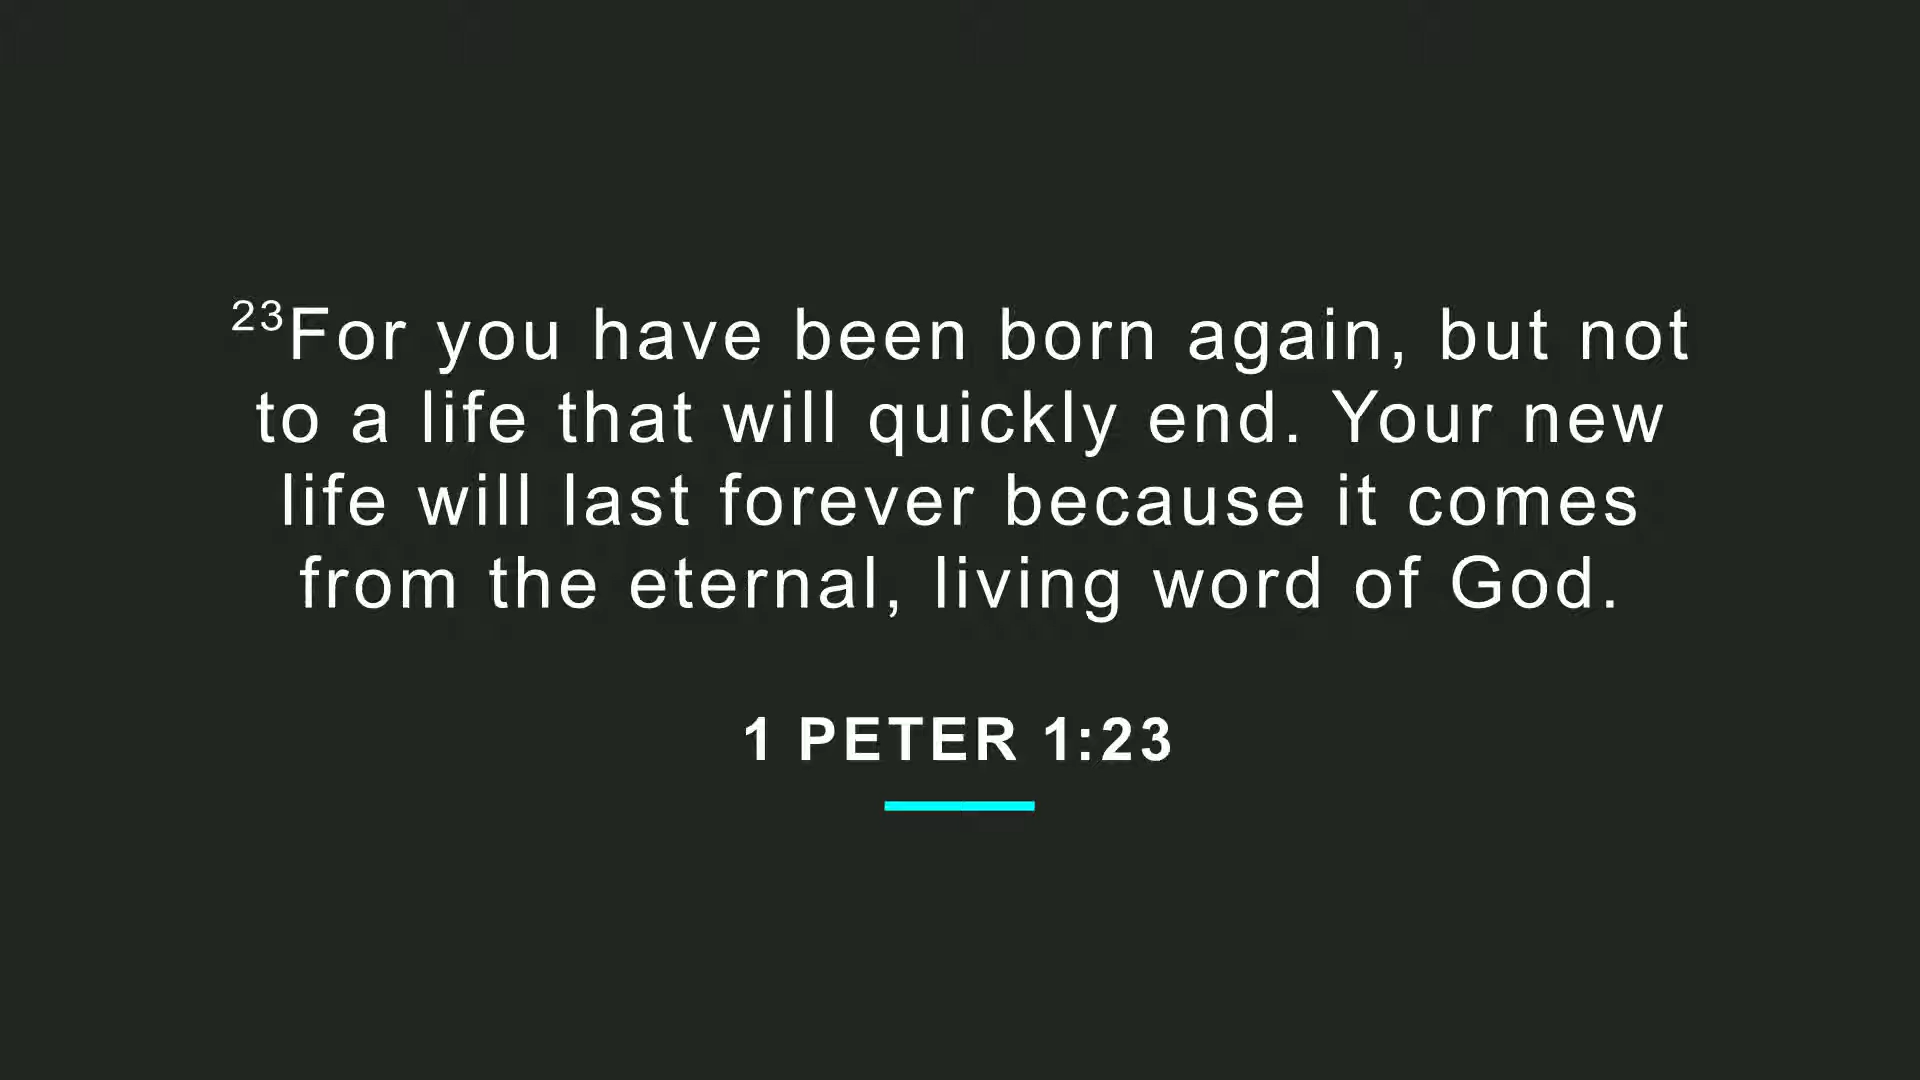 23For you have been born again, but not
to a life that will quickly end. Your new
life will last forever because it comes
from the eternal, living word of God.
1 PETER 1:23